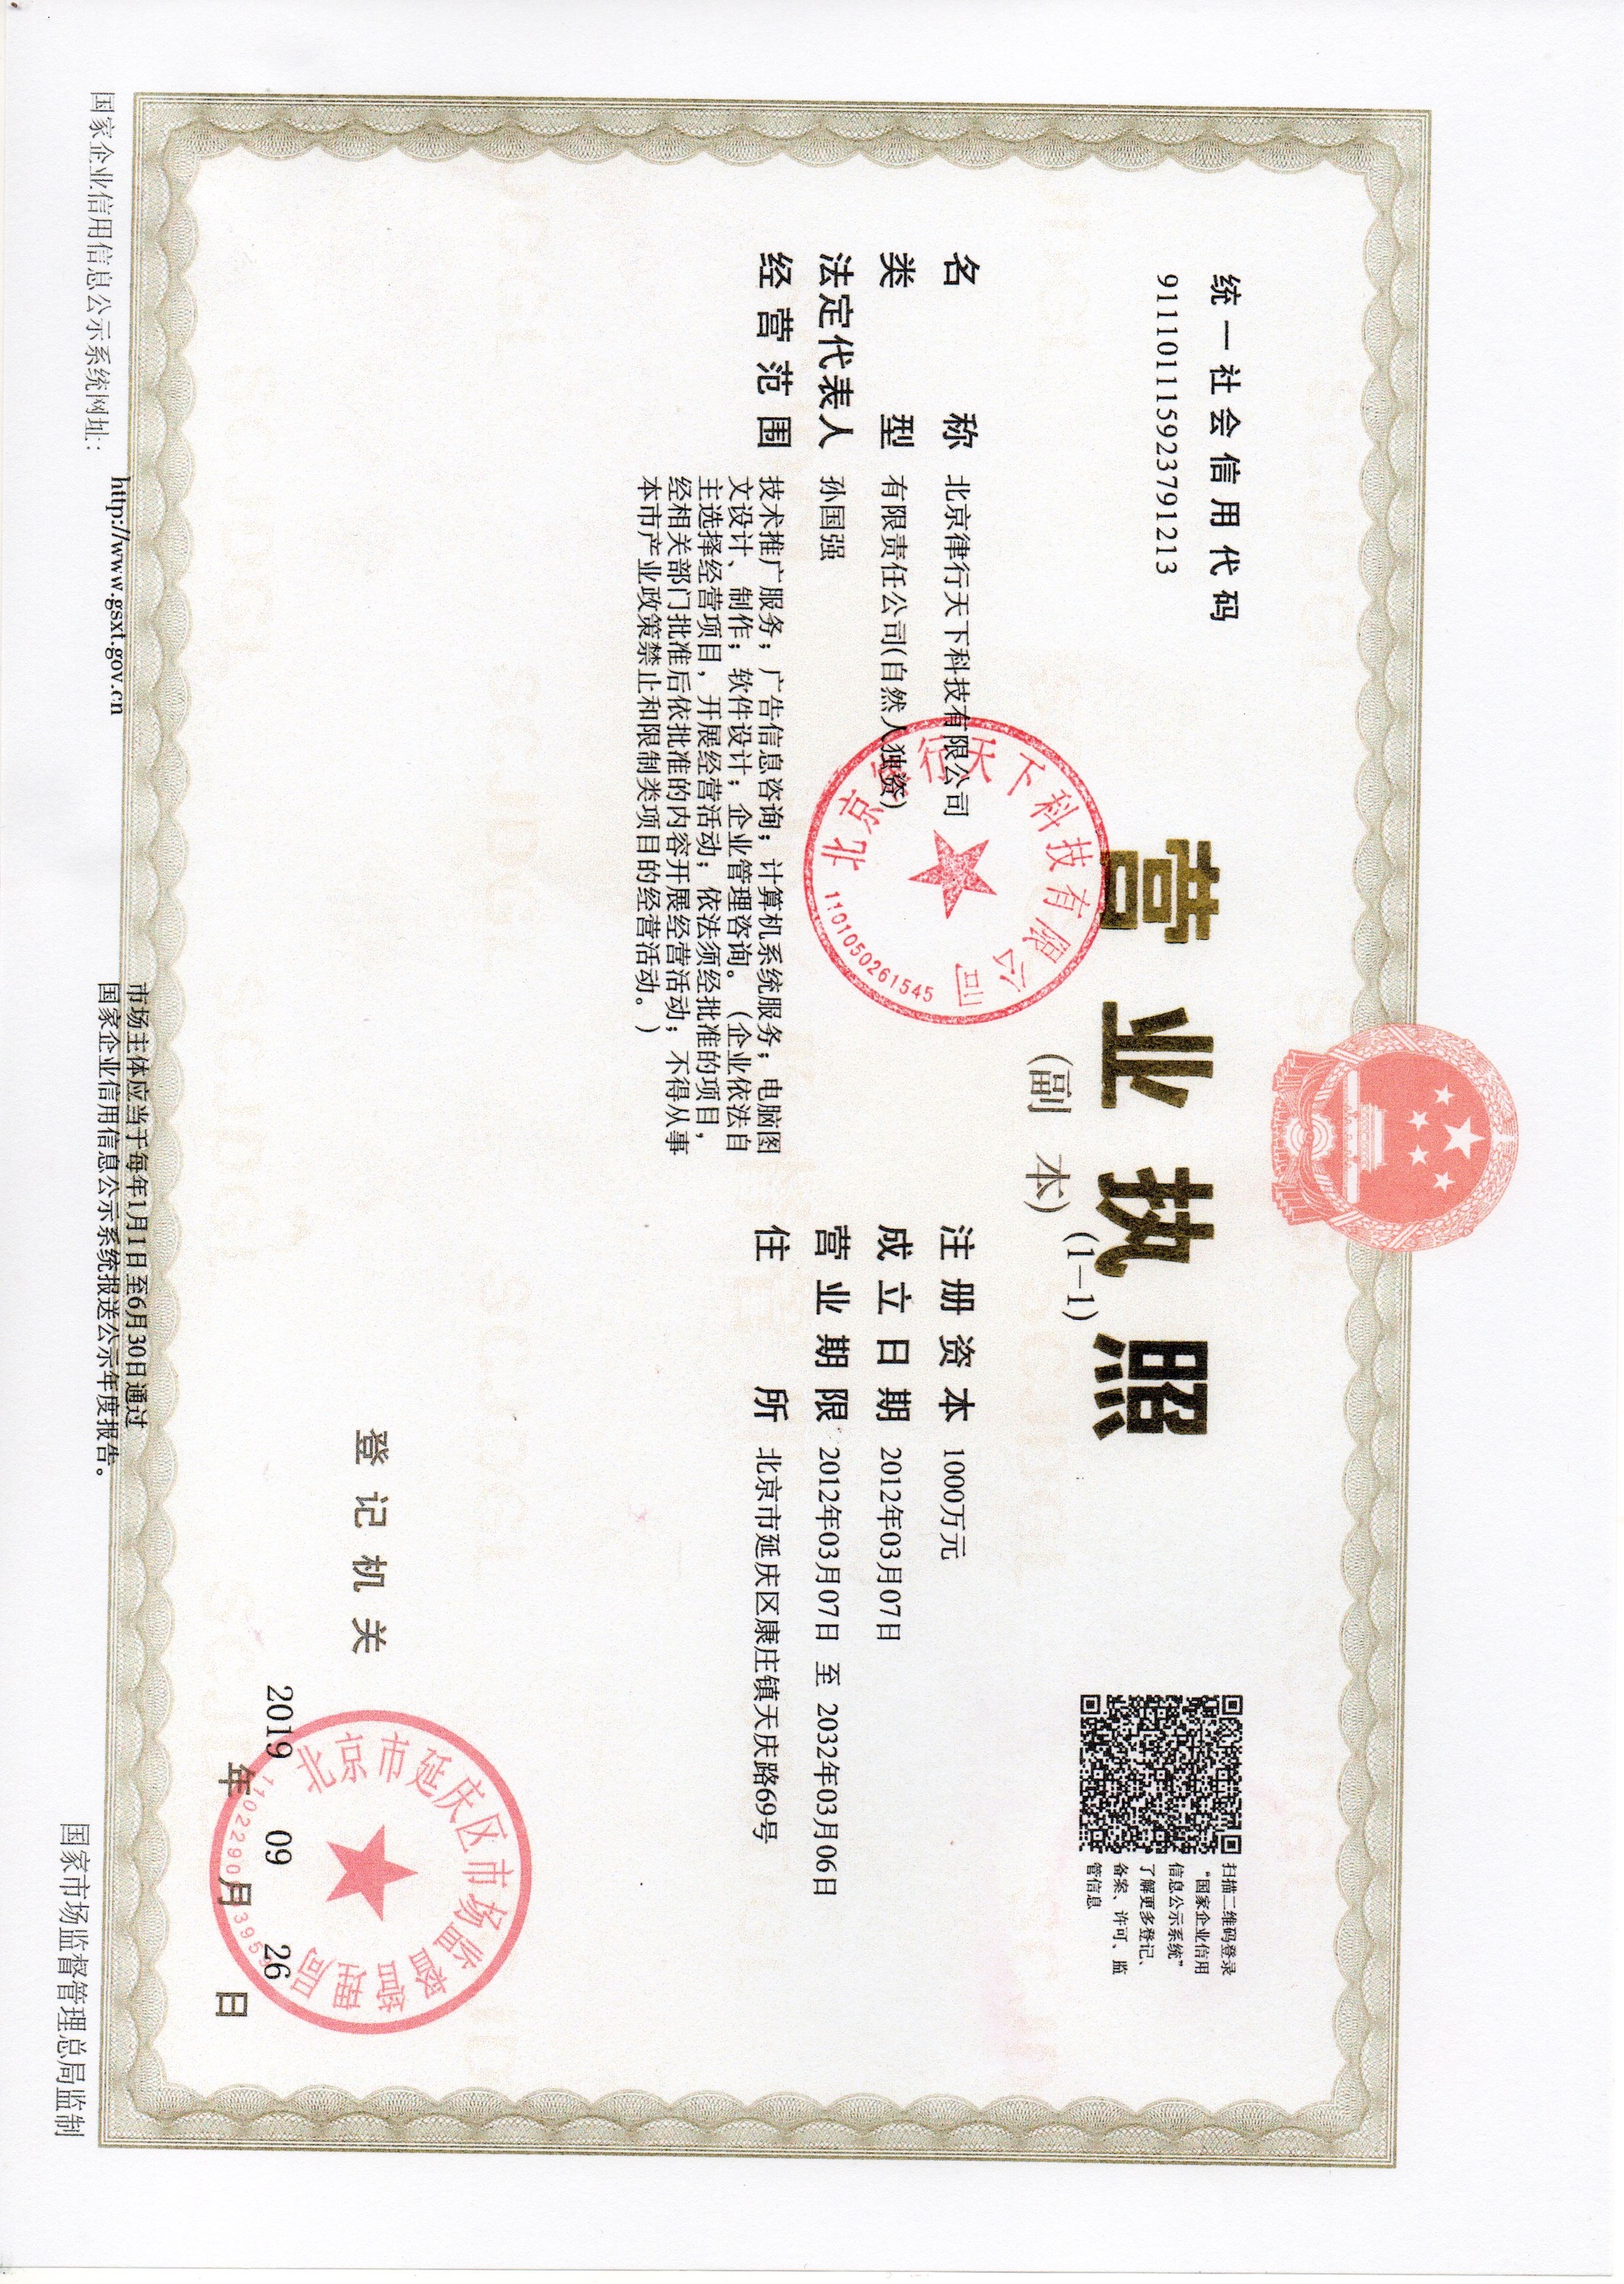 统一社会信用代码
911101115923791213
营业执照
(副 本) (1-1)
扫描二维码登录
“国家企业信用
信息公示系统”
了解更多登记、
备案、许可、监
管信息
名 称 北京律行天下科技有限公司
类 型 有限责任公司(自然人独资)
法定代表人 孙国强
经营范围 技术推广服务；广告信息咨询；计算机系统服务；电脑图
文设计、制作；软件设计；企业管理咨询。（企业依法自
主选择经营项目，开展经营活动；依法须经批准的项目，
经相关部门批准后依批准的内容开展经营活动；不得从事
本市产业政策禁止和限制类项目的经营活动。）
注册资本 1000万元
成立日期 2012年03月07日
营业期限 2012年03月07日 至 2032年03月06日
住 所 北京市延庆区康庄镇天庆路69号
北京律行天下科技有限公司
1101050261545
登记机关
北京市延庆区市场监督管理局
2019 09 26
年 月 日
国家企业信用信息公示系统网址:
http://www.gsxt.gov.cn
市场主体应当于每年1月1日至6月30日通过
国家企业信用信息公示系统报送公示年度报告。
国家市场监督管理总局监制
SCJDGL